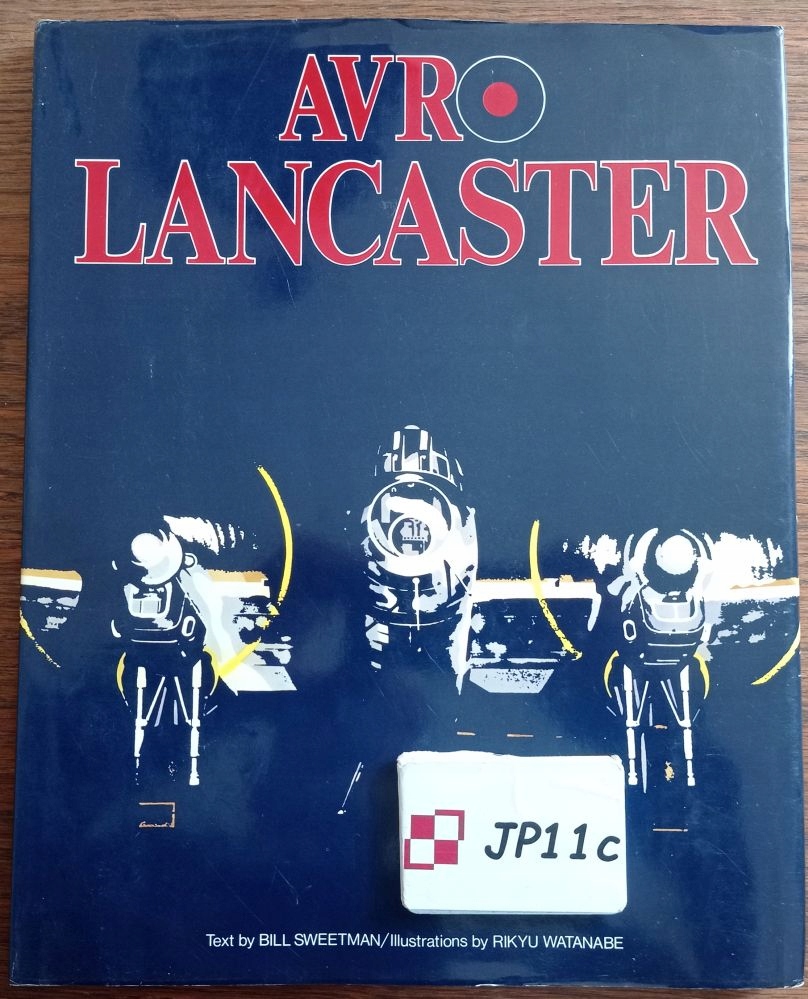 AVRO
LANCASTER
JP11c
Text by BILL SWEETMAN/Illustrations by RIKYU WATANABE